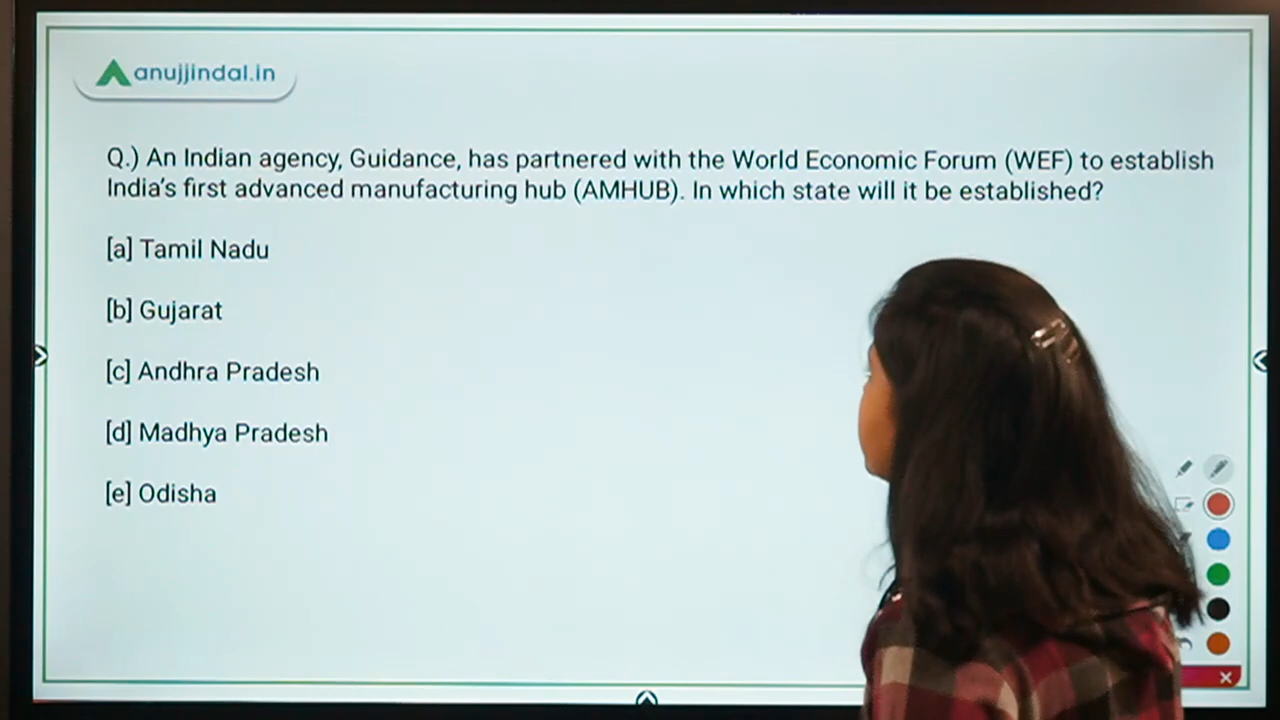 anujjindal.in
Q.) An Indian agency, Guidance, has partnered with the World Economic Forum (WEF) to establish
India's first advanced manufacturing hub (AMHUB). In which state will it be established?
[a] Tamil Nadu
[b] Gujarat
[c] Andhra Pradesh
[d] Madhya Pradesh
[e] Odisha